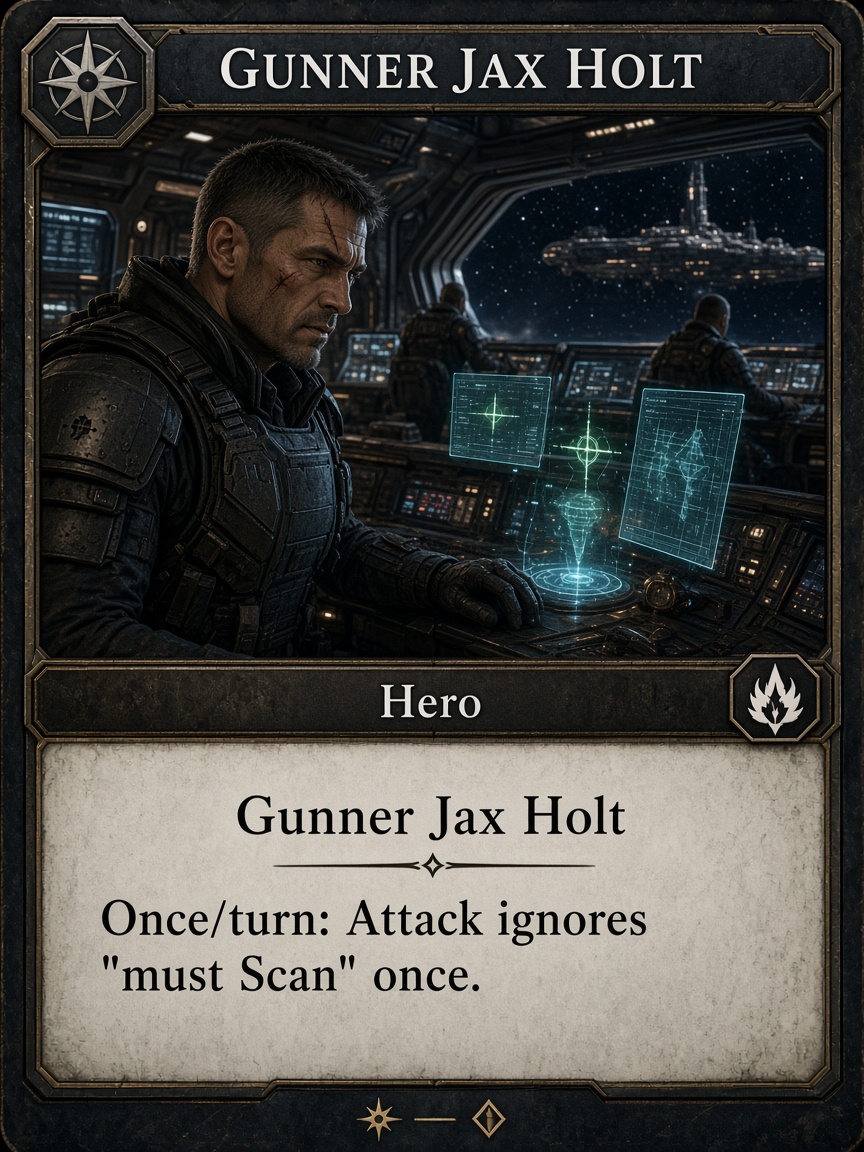 GUNNER JAX HOLT
Hero
Gunner Jax Holt
Once/turn: Attack ignores
"must Scan" once.